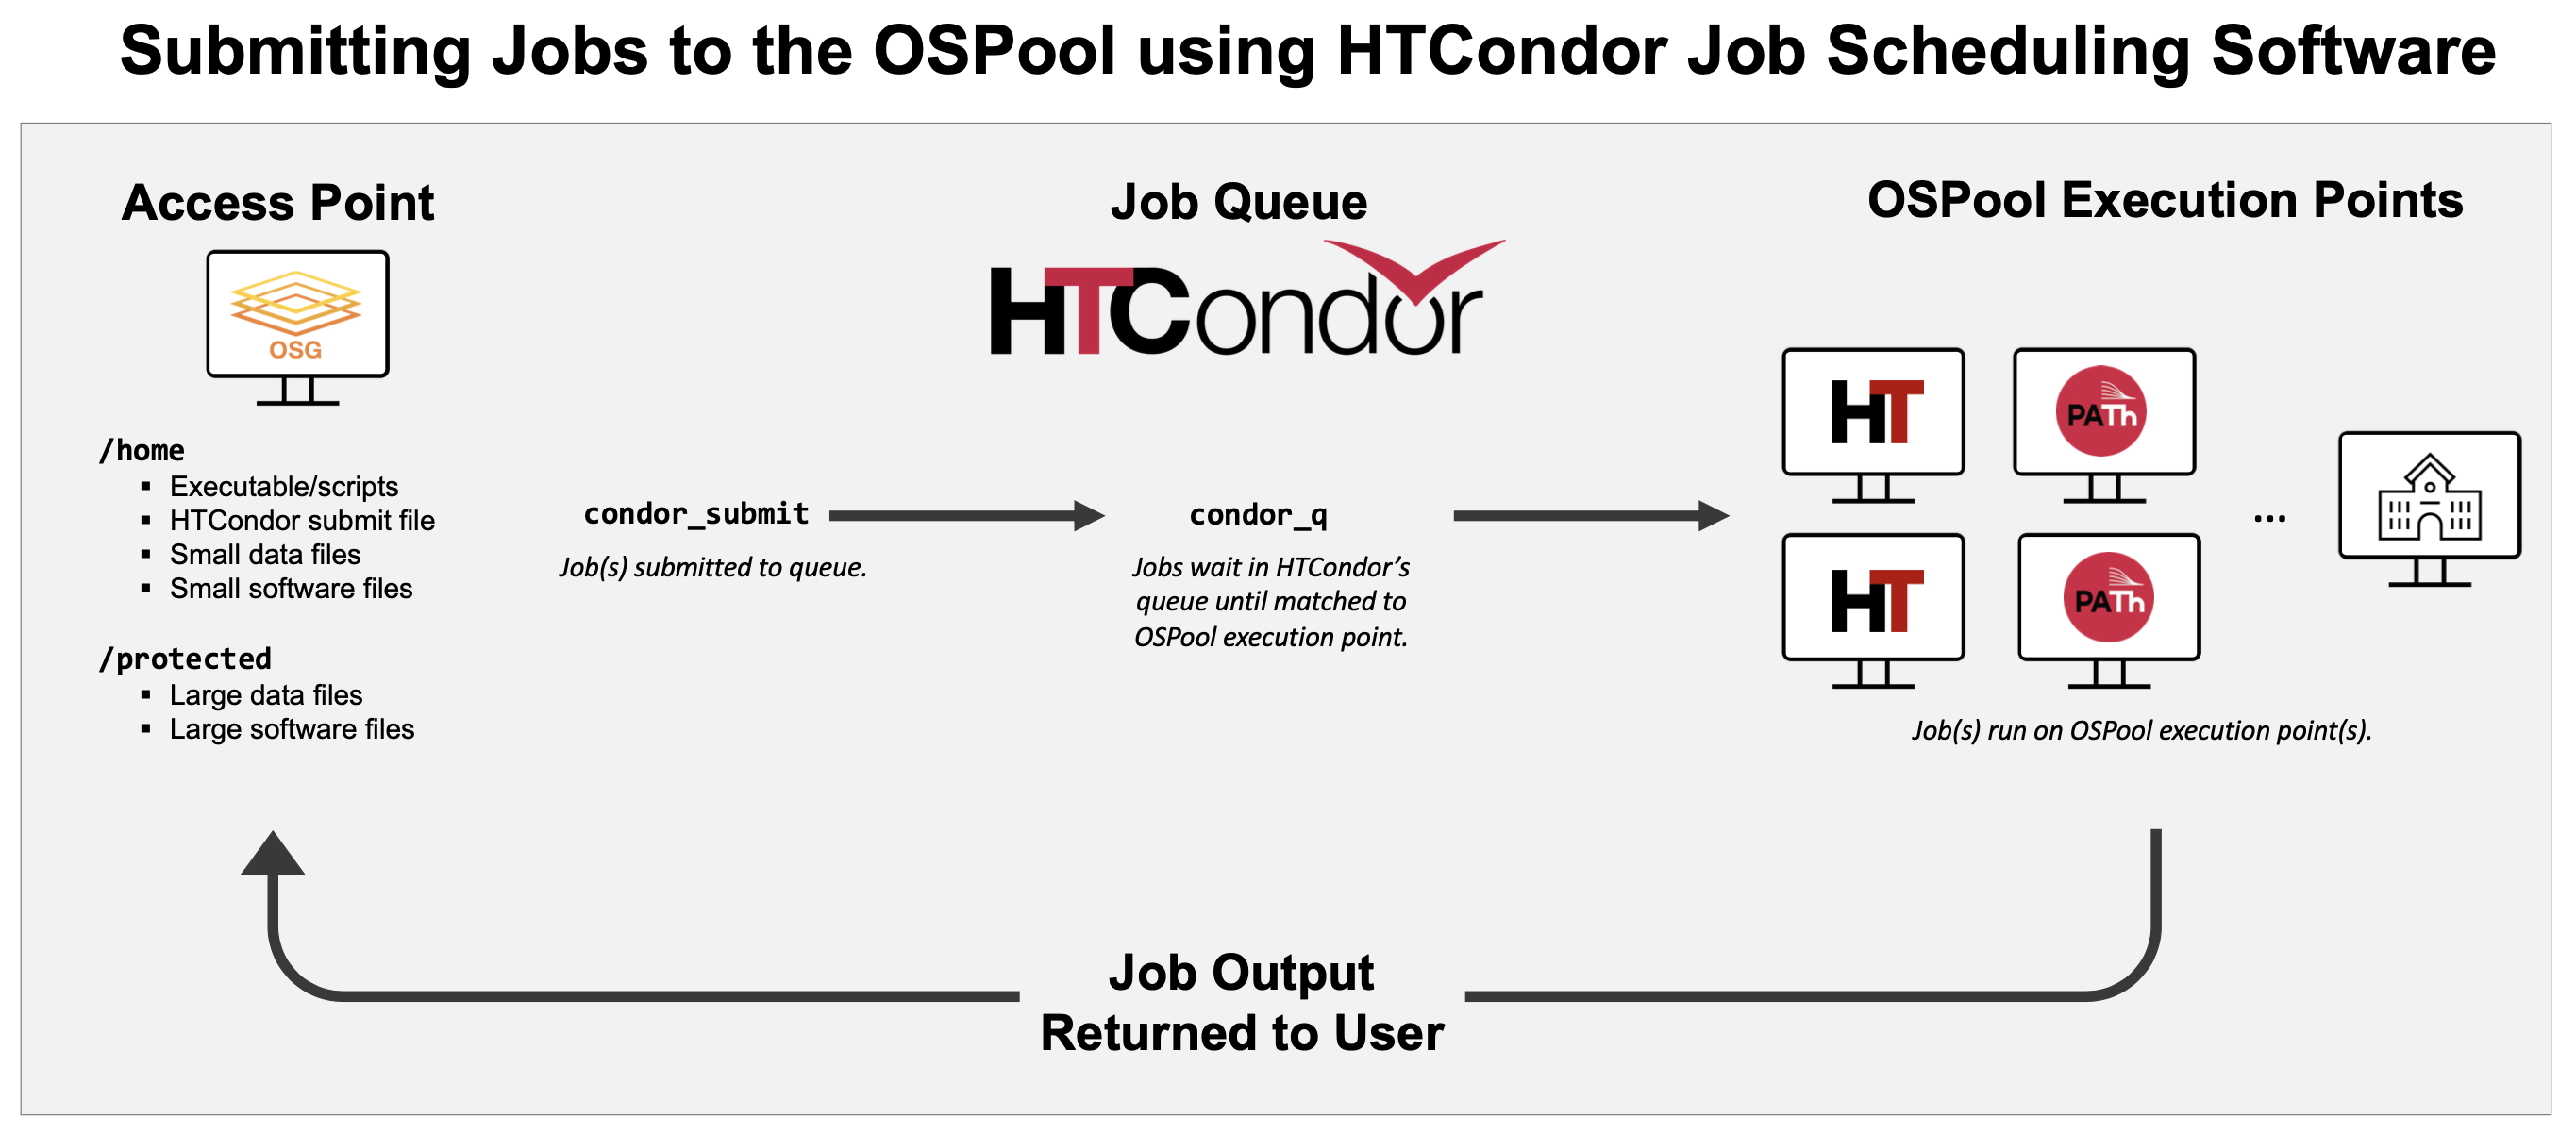 Submitting Jobs to the OSPool using HTCondor Job Scheduling Software
Access Point
OSG
/home
▪ Executable/scripts
▪ HTCondor submit file
▪ Small data files
▪ Small software files
/protected
▪ Large data files
▪ Large software files
condor_submit
Job(s) submitted to queue.
Job Queue
HTCondor
condor_q
Jobs wait in HTCondor’s
queue until matched to
OSPool execution point.
OSPool Execution Points
HT
PATh
HT
PATh
...
Job(s) run on OSPool execution point(s).
Job Output
Returned to User